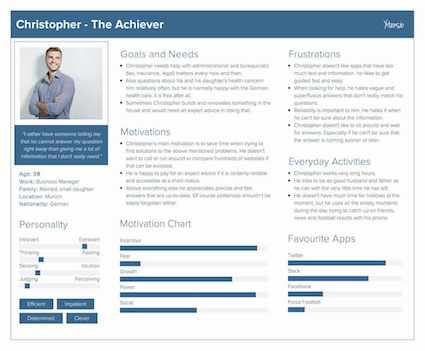 Christopher - The Achiever
Xtensio
"I rather have someone telling me
that he cannot answer my question
right away than giving me a lot of
information that I don't really need."
Age: 39
Work: Business Manager
Family: Married, small daughter
Location: Munich
Nationality: German
Personality
Introvert Extravert
Thinking Feeling
Sensing Intuition
Judging Perceiving
Efficient Impatient
Determined Clever
Goals and Needs
Christopher needs help with administrational and bureaucratic
(tax, insurance, legal) matters every now and then.
Also questions about his and his daughter's health concern
him relatively often, but he is normally happy with the German
health care, it is free after all.
Sometimes Christopher builds and renovates something in the
house and would need an expert advice in doing that.
Motivations
Christopher's main motivation is to save time when trying to
find solutions to the above mentioned problems. He doesn't
want to call or run around or compare hundreds of websites if
that can be avoided.
He is happy to pay for an expert advice if it is certainly reliable
and accessible at a short notice.
Above everything else he appreciates precise and fast
answers that are up-to-date. Of course politeness shouldn't be
totally forgotten either.
Motivation Chart
Incentive
Fear
Growth
Power
Social
Frustrations
Christopher doesn't like apps that have too
much text and information, he likes to get
guided fast and easy.
When looking for help, he hates vague and
superfluous answers that don't really match his
questions.
Reliability is important to him. He hates it when
he can't be sure about the information.
Christopher doesn't like to sit around and wait
for answers. Especially if he can't be sure that
the answer is coming sooner or later.
Everyday Activities
Christopher works very long hours.
He tries to be as good husband and father as
he can with the very little time he has left.
He doesn't have much time for hobbies at the
moment, but he uses all the empty moments
during the day trying to catch up on friends,
news and football results with his phone.
Favourite Apps
Twitter
Slack
Facebook
Forza Football